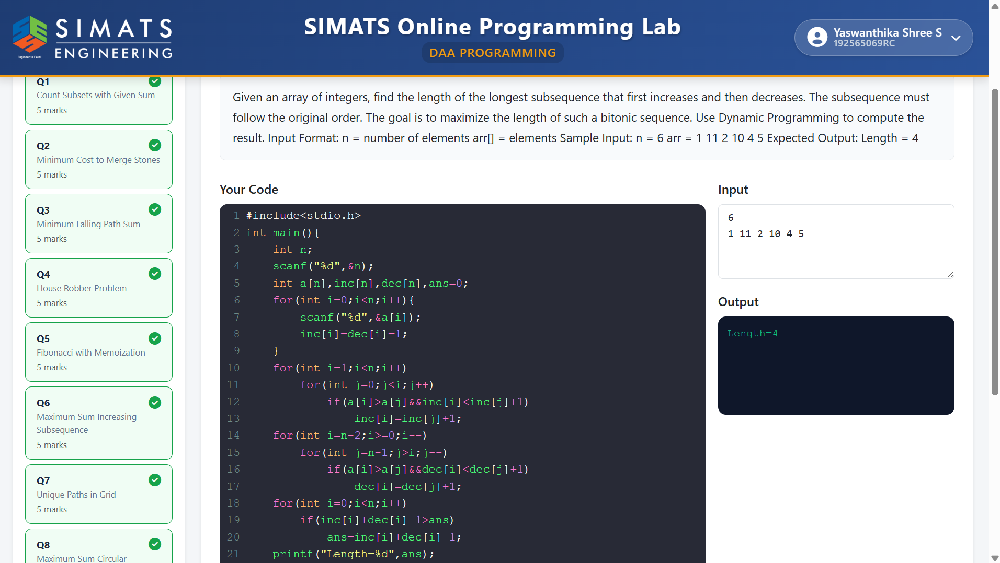 SIMATS
ENGINEERING
Engineer to Excel
SIMATS Online Programming Lab
DAA PROGRAMMING
Yaswanthika Shree S
192565069RC
Q1
Count Subsets with Given Sum
5 marks
Q2
Minimum Cost to Merge Stones
5 marks
Q3
Minimum Falling Path Sum
5 marks
Q4
House Robber Problem
5 marks
Q5
Fibonacci with Memoization
5 marks
Q6
Maximum Sum Increasing
Subsequence
5 marks
Q7
Unique Paths in Grid
5 marks
Q8
Maximum Sum Circular
Given an array of integers, find the length of the longest subsequence that first increases and then decreases. The subsequence must
follow the original order. The goal is to maximize the length of such a bitonic sequence. Use Dynamic Programming to compute the
result. Input Format: n = number of elements arr[] = elements Sample Input: n = 6 arr = 1 11 2 10 4 5 Expected Output: Length = 4
Your Code
1 #include<stdio.h>
2 int main(){
3     int n;
4     scanf("%d",&n);
5     int a[n],inc[n],dec[n],ans=0;
6     for(int i=0;i<n;i++){
7         scanf("%d",&a[i]);
8         inc[i]=dec[i]=1;
9     }
10     for(int i=1;i<n;i++)
11         for(int j=0;j<i;j++)
12             if(a[i]>a[j]&&inc[i]<inc[j]+1)
13                 inc[i]=inc[j]+1;
14     for(int i=n-2;i>=0;i--)
15         for(int j=n-1;j>i;j--)
16             if(a[i]>a[j]&&dec[i]<dec[j]+1)
17                 dec[i]=dec[j]+1;
18     for(int i=0;i<n;i++)
19         if(inc[i]+dec[i]-1>ans)
20             ans=inc[i]+dec[i]-1;
21     printf("Length=%d",ans);
Input
6
1 11 2 10 4 5
Output
Length=4